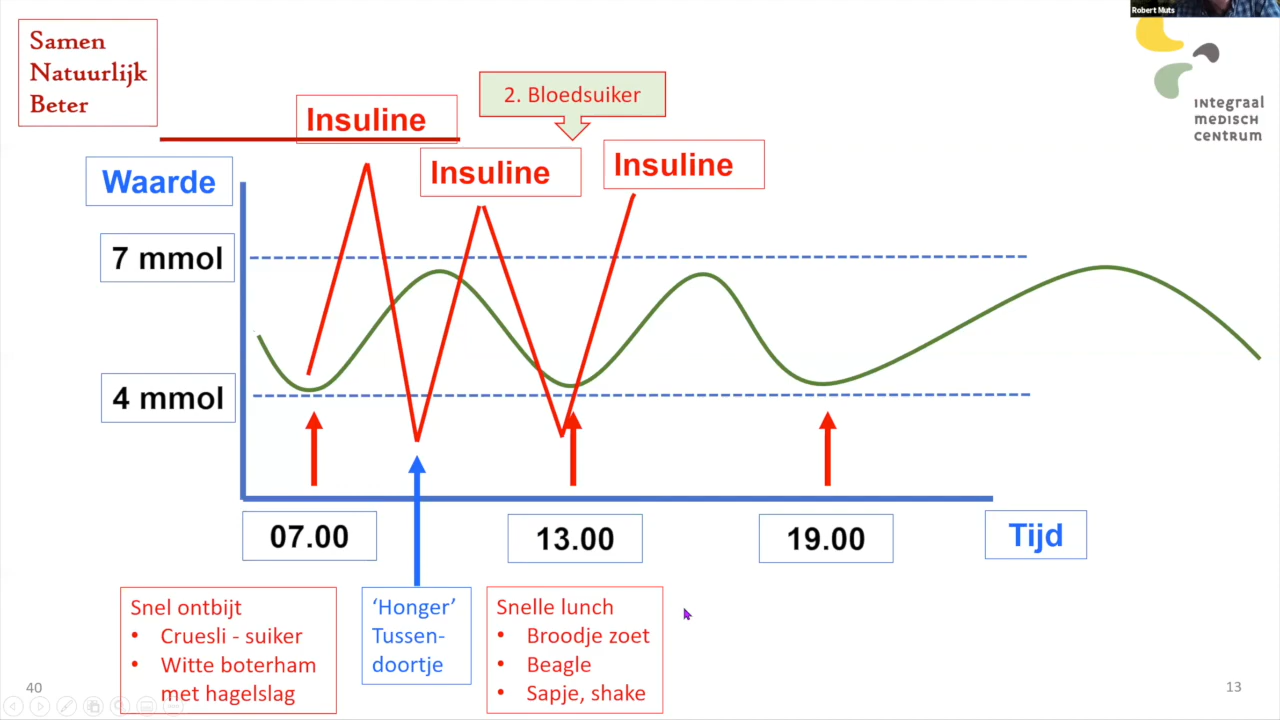 Robert Muts
Samen
Natuurlijk
Beter
INTEGRAAL
MEDISCH
CENTRUM
2. Bloedsuiker
Insuline
Insuline
Insuline
Waarde
7 mmol
4 mmol
07.00
13.00
19.00
Tijd
Snel ontbijt
• Cruesli - suiker
• Witte boterham
met hagelslag
‘Honger’
Tussen-
doortje
Snelle lunch
• Broodje zoet
• Beagle
• Sapje, shake
40
13